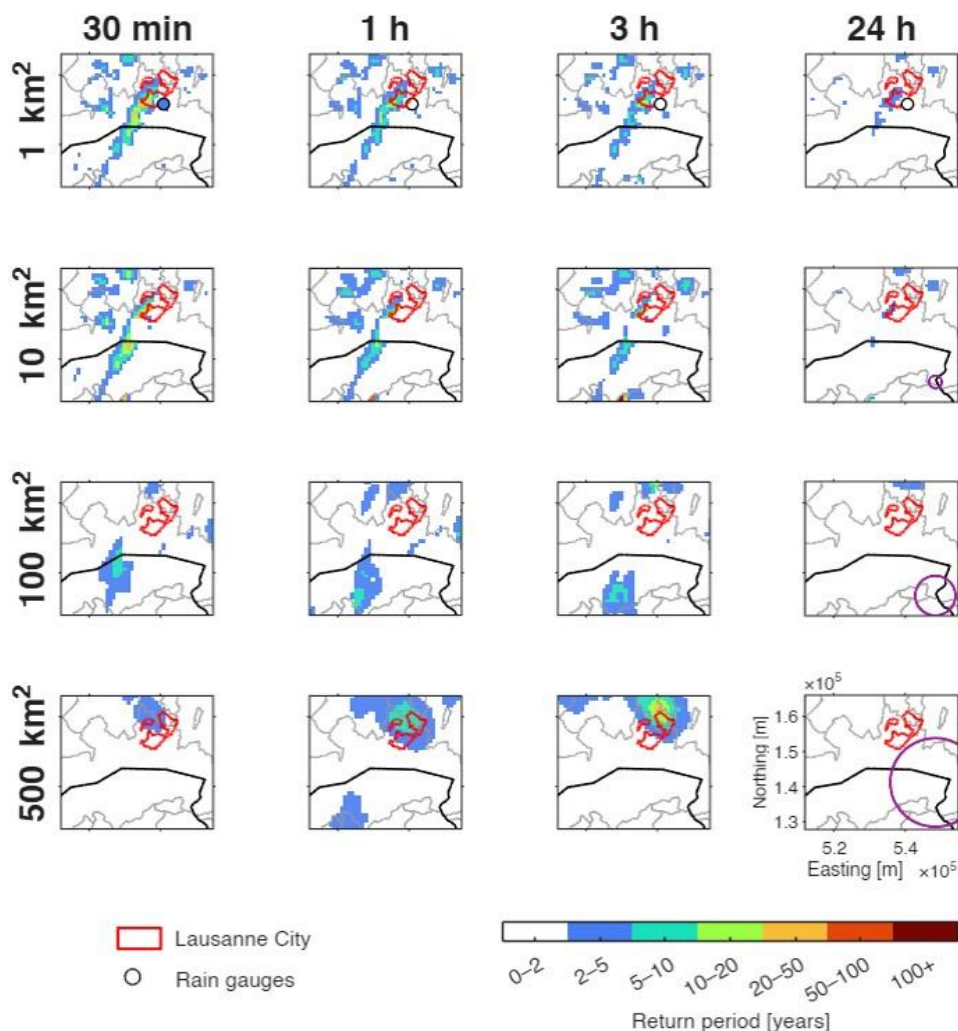 30 min 1 h 3 h 24 h
1 km²
10 km²
100 km²
500 km²
×10⁵
1.6
1.5
1.4
1.3
Northing [m]
5.2 5.4
Easting [m] ×10⁵
Lausanne City
Rain gauges
0–2 2–5 5–10 10–20 20–50 50–100 100+
Return period [years]